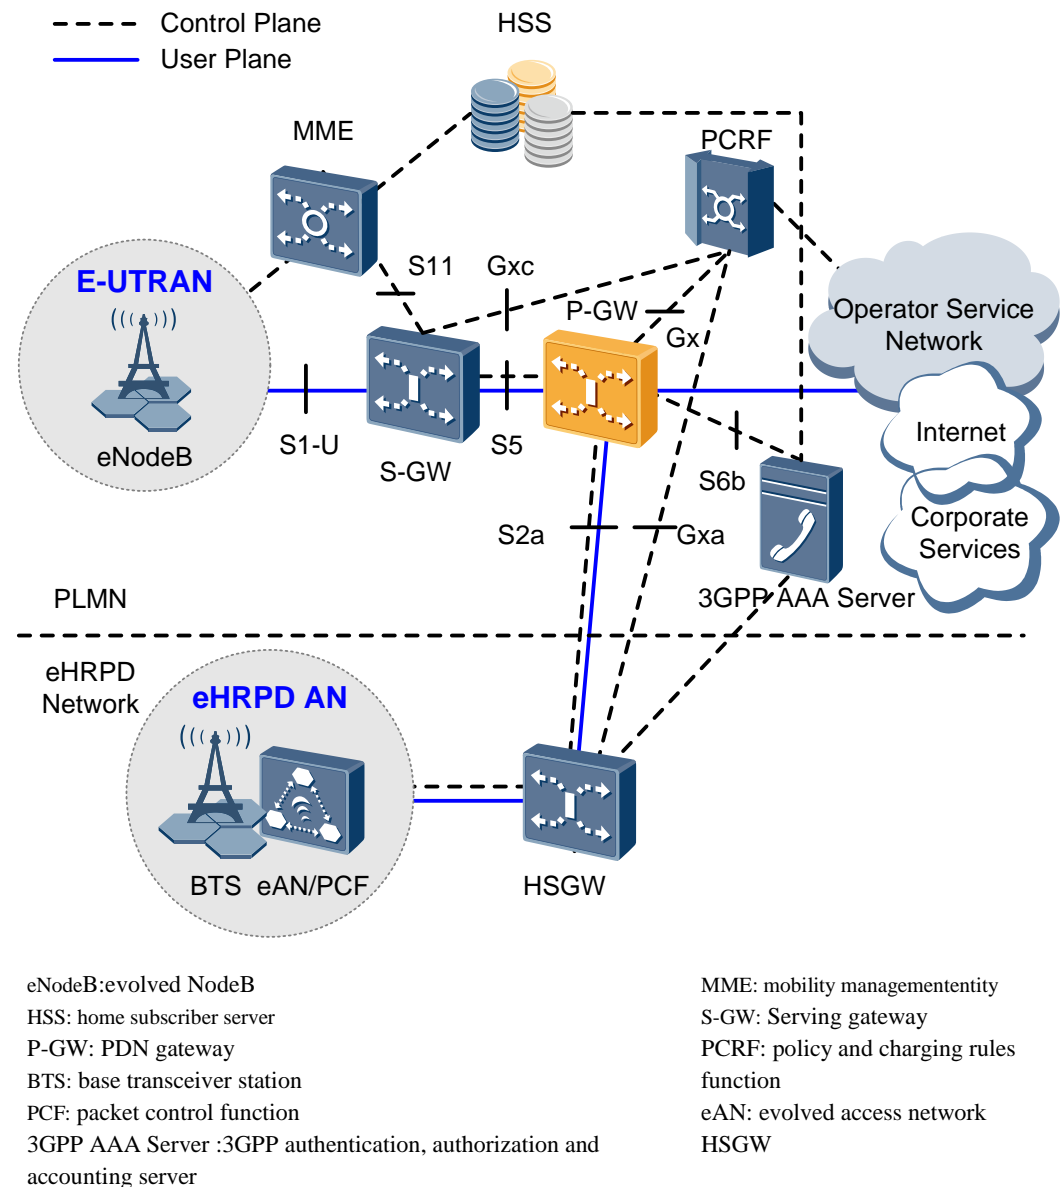 Control Plane
User Plane
HSS
MME
PCRF
S11
Gxc
E-UTRAN
P-GW
Gx
Operator Service
Network
eNodeB
S1-U
S-GW
S5
Internet
S6b
S2a
Gxa
Corporate
Services
PLMN
3GPP AAA Server
eHRPD
Network
eHRPD AN
BTS
eAN/PCF
HSGW
eNodeB:evolved NodeB
HSS: home subscriber server
P-GW: PDN gateway
BTS: base transceiver station
PCF: packet control function
3GPP AAA Server :3GPP authentication, authorization and
accounting server
MME: mobility managemententity
S-GW: Serving gateway
PCRF: policy and charging rules
function
eAN: evolved access network
HSGW